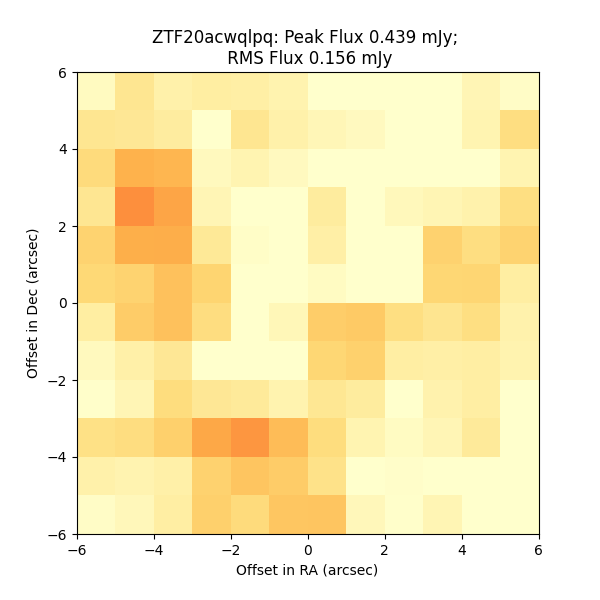 ZTF20acwqlpq: Peak Flux 0.439 mJy;
RMS Flux 0.156 mJy
6
4
2
0
−2
−4
−6
Offset in Dec (arcsec)
−6 −4 −2 0 2 4 6
Offset in RA (arcsec)